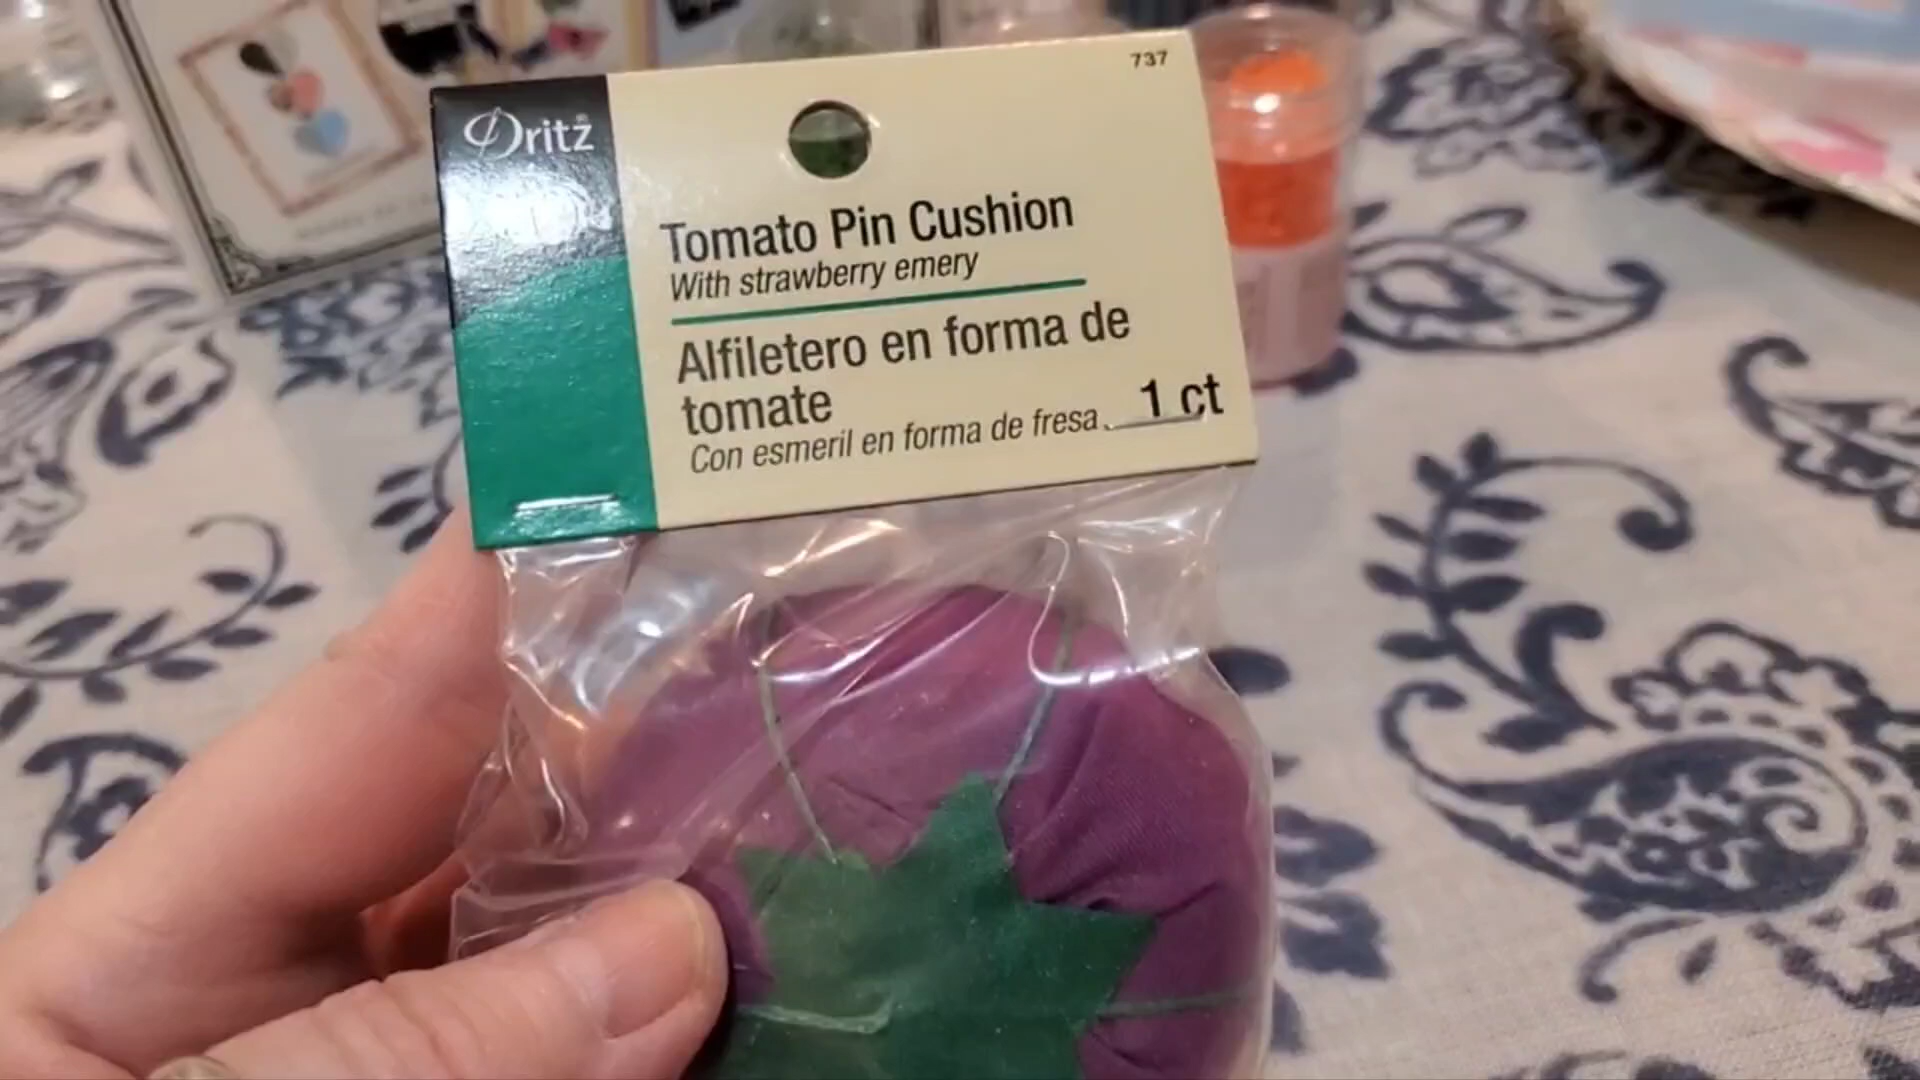 737
Dritz®
Tomato Pin Cushion
With strawberry emery
Alfiletero en forma de
tomate
Con esmeril en forma de fresa
1 ct